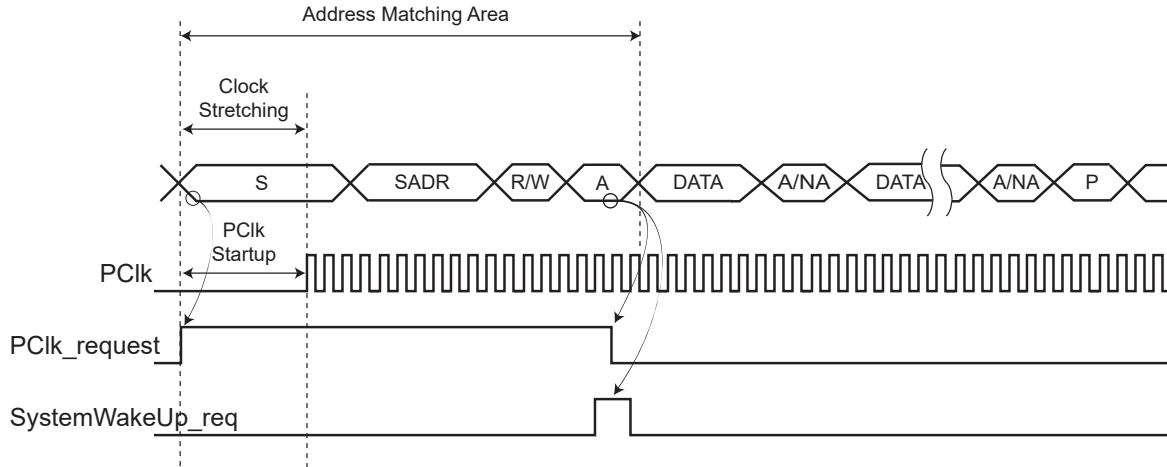 Address Matching Area
Clock
Stretching
S
SADR
R/W
A
DATA
A/NA
DATA
A/NA
P
PClk
Startup
PClk
PClk_request
SystemWakeUp_req